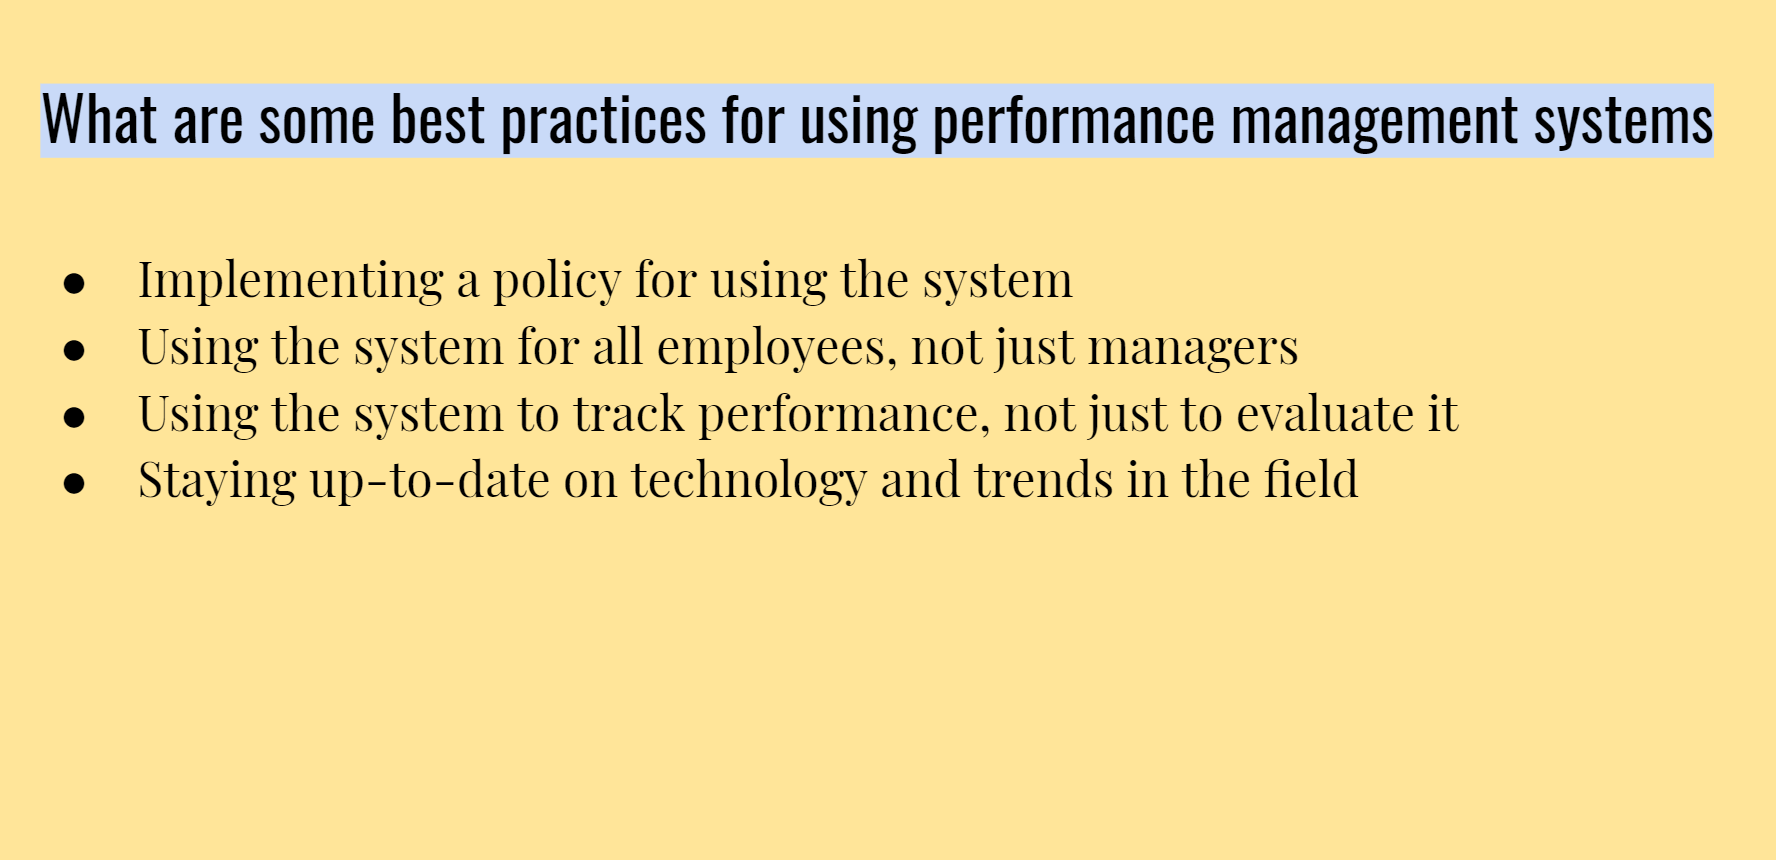 What are some best practices for using performance management systems
● Implementing a policy for using the system
● Using the system for all employees, not just managers
● Using the system to track performance, not just to evaluate it
● Staying up-to-date on technology and trends in the field